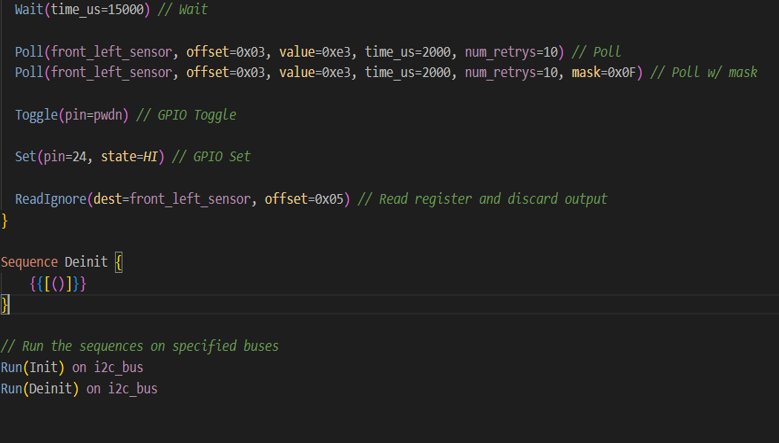 Wait(time_us=15000) // Wait
Poll(front_left_sensor, offset=0x03, value=0xe3, time_us=2000, num_retrys=10) // Poll
Poll(front_left_sensor, offset=0x03, value=0xe3, time_us=2000, num_retrys=10, mask=0x0F) // Poll w/ mask
Toggle(pin=pwdn) // GPIO Toggle
Set(pin=24, state=HI) // GPIO Set
ReadIgnore(dest=front_left_sensor, offset=0x05) // Read register and discard output
}
Sequence Deinit {
{{[()]}}
}
// Run the sequences on specified buses
Run(Init) on i2c_bus
Run(Deinit) on i2c_bus